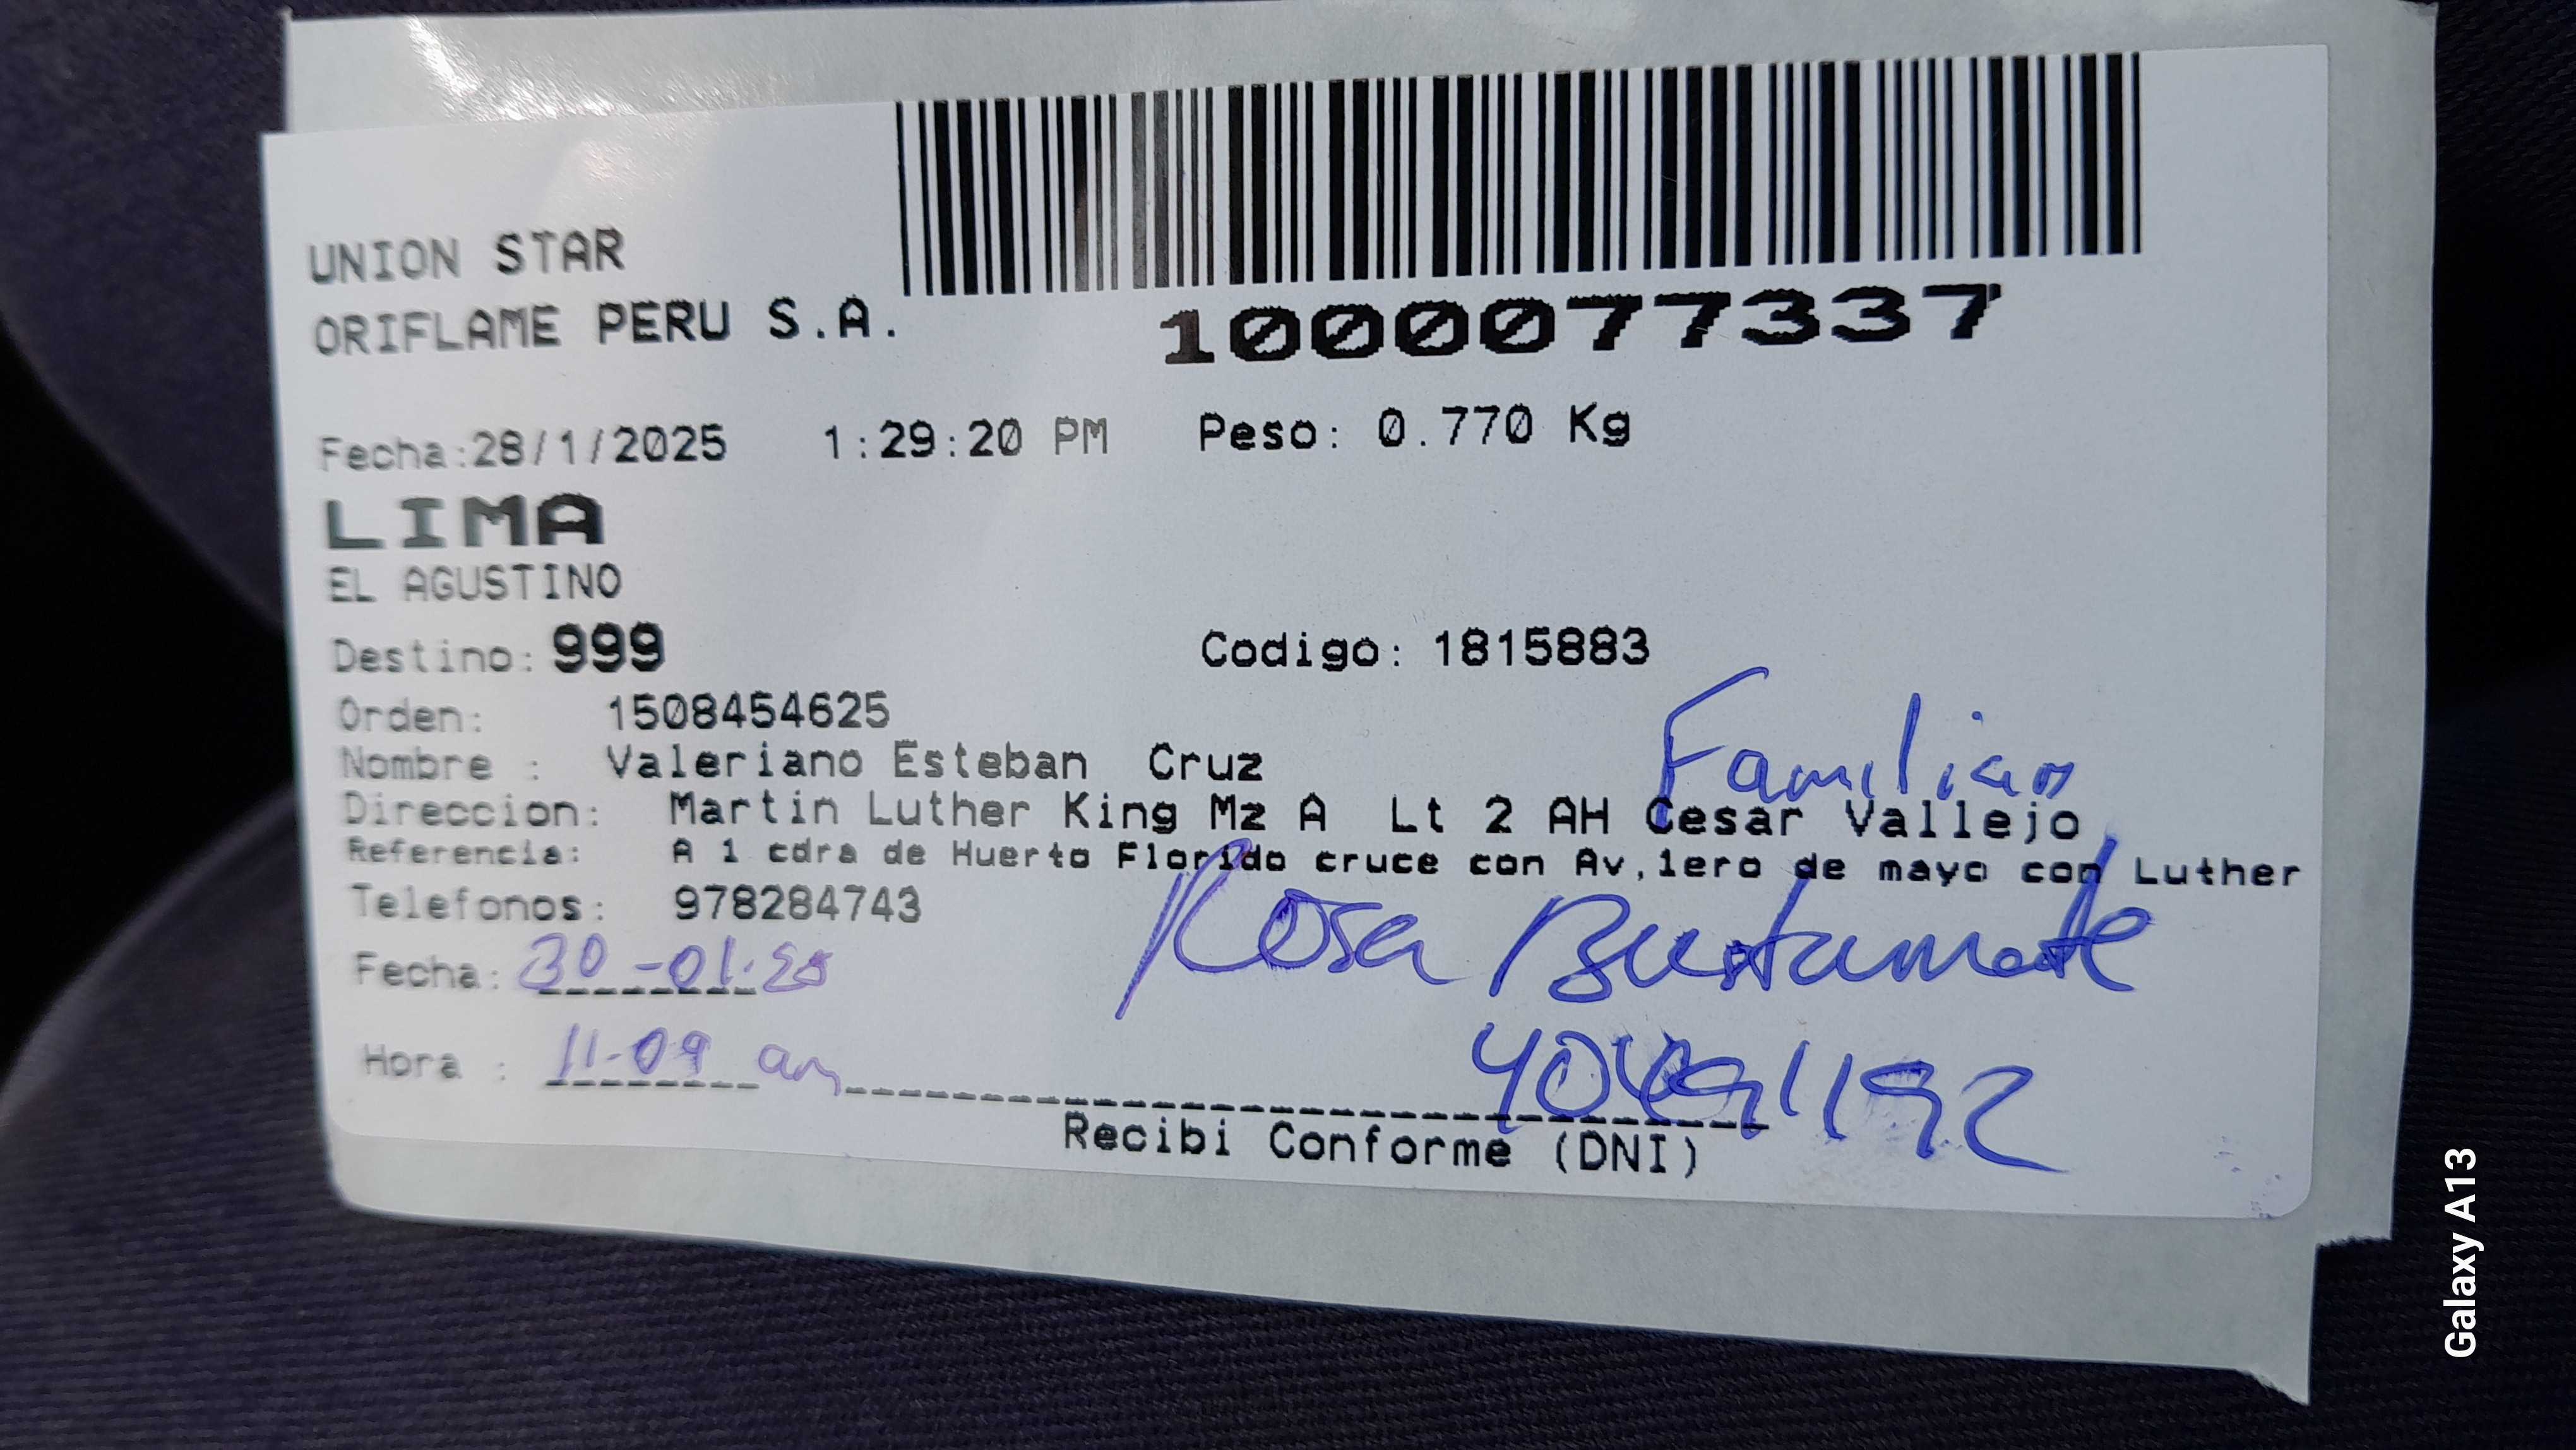 UNION STAR
ORIFLAME PERU S.A.
1000077337
Fecha:28/1/2025 1:29:20 PM Peso: 0.770 Kg
LIMA
EL AGUSTINO
Destino: 999 Codigo: 1815883
Orden: 1508454625
Familiar
Nombre : Valeriano Esteban Cruz
Direccion: Martin Luther King Mz A Lt 2 AH Cesar Vallejo
Referencia: A 1 cdra de Huerto Florido cruce con Av,1ero de mayo con Luther
Telefonos: 978284743
Rosa Bustamante
Fecha: 30-01-25
Hora : 11-09 am
Recibi Conforme (DNI)
Galaxy A13